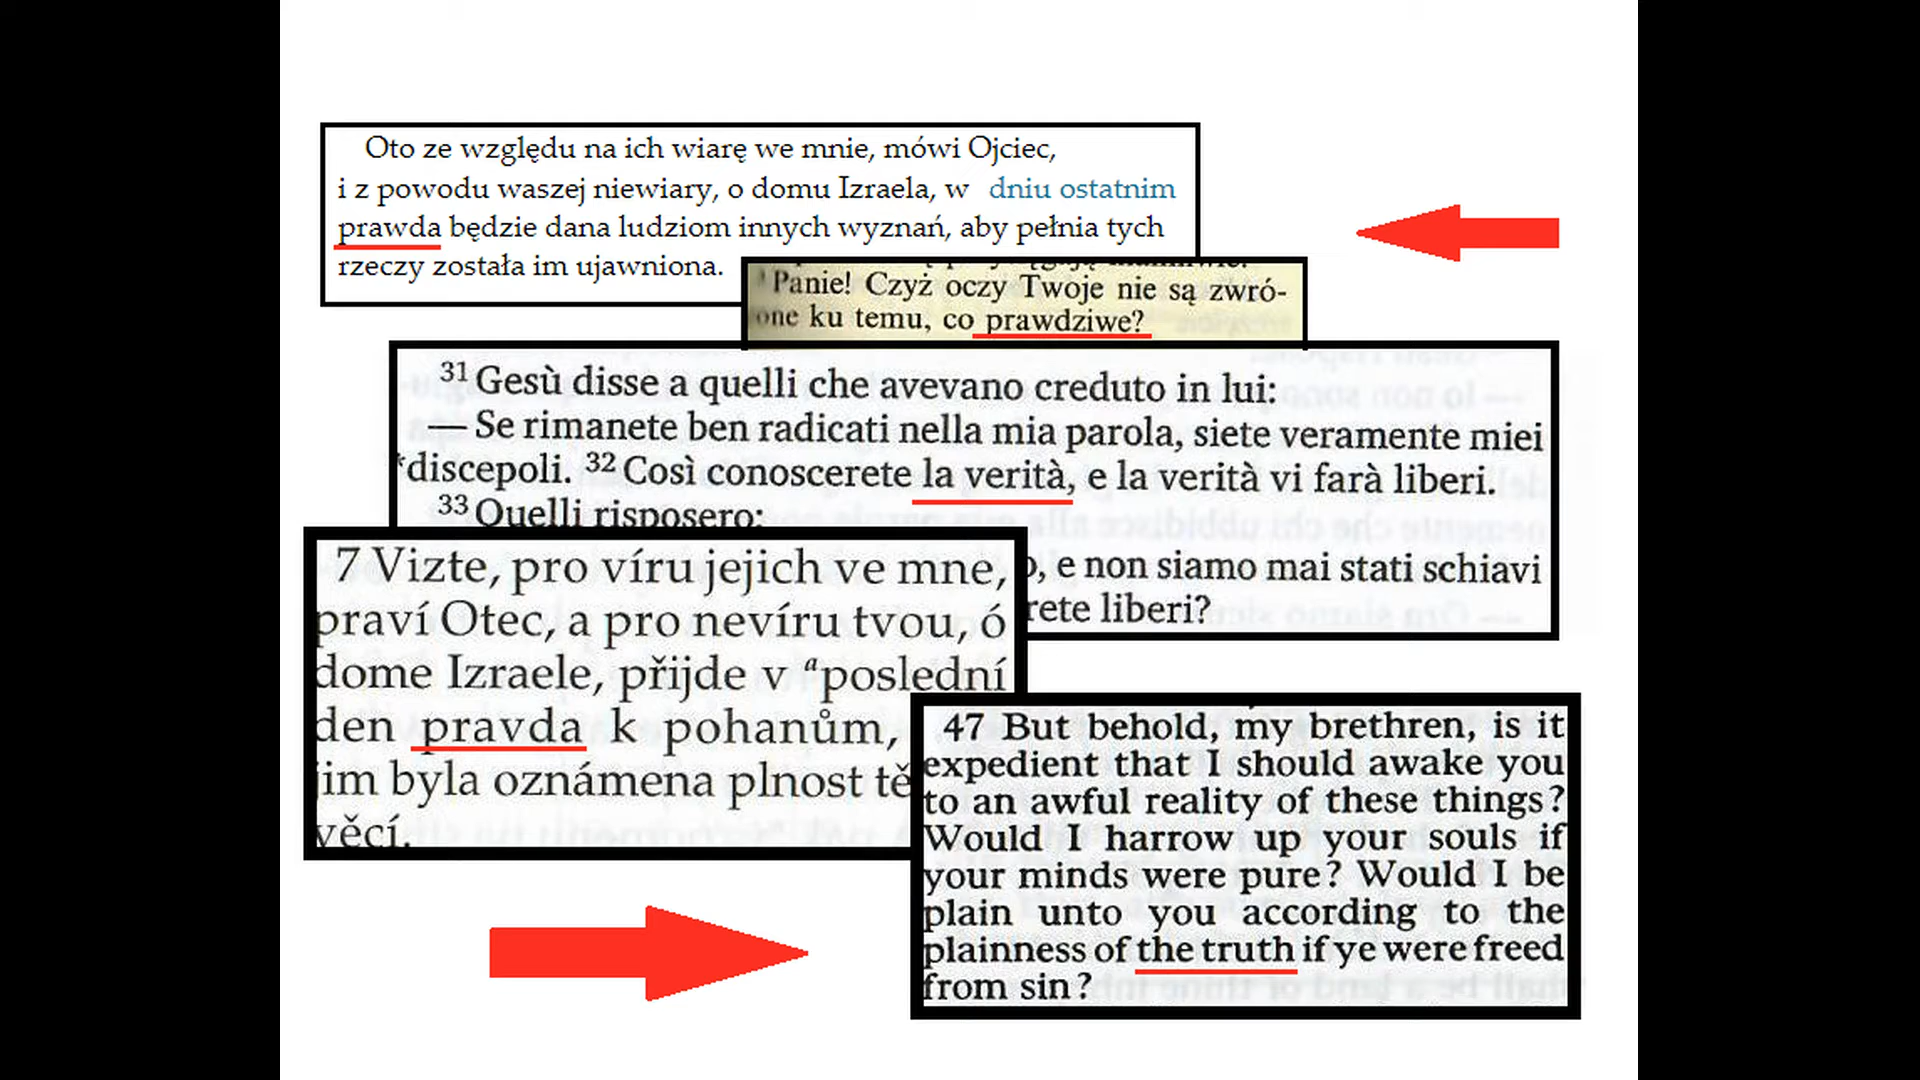 Oto ze względu na ich wiarę we mnie, mówi Ojciec,
i z powodu waszej niewiary, o domu Izraela, w dniu ostatnim
prawda będzie dana ludziom innych wyznań, aby pełnia tych
rzeczy została im ujawniona.
Panie! Czyż oczy Twoje nie są zwró-
one ku temu, co prawdziwe?
31 Gesù disse a quelli che avevano creduto in lui:
— Se rimanete ben radicati nella mia parola, siete veramente miei
*discepoli. 32 Così conoscerete la verità, e la verità vi farà liberi.
33 Quelli risposero:
o, e non siamo mai stati schiavi
rete liberi?
7 Vizte, pro víru jejich ve mne,
praví Otec, a pro nevíru tvou, ó
dome Izraele, přijde v a poslední
den pravda k pohanům,
jim byla oznámena plnost tě
věcí.
47 But behold, my brethren, is it
expedient that I should awake you
to an awful reality of these things?
Would I harrow up your souls if
your minds were pure? Would I be
plain unto you according to the
plainness of the truth if ye were freed
from sin?